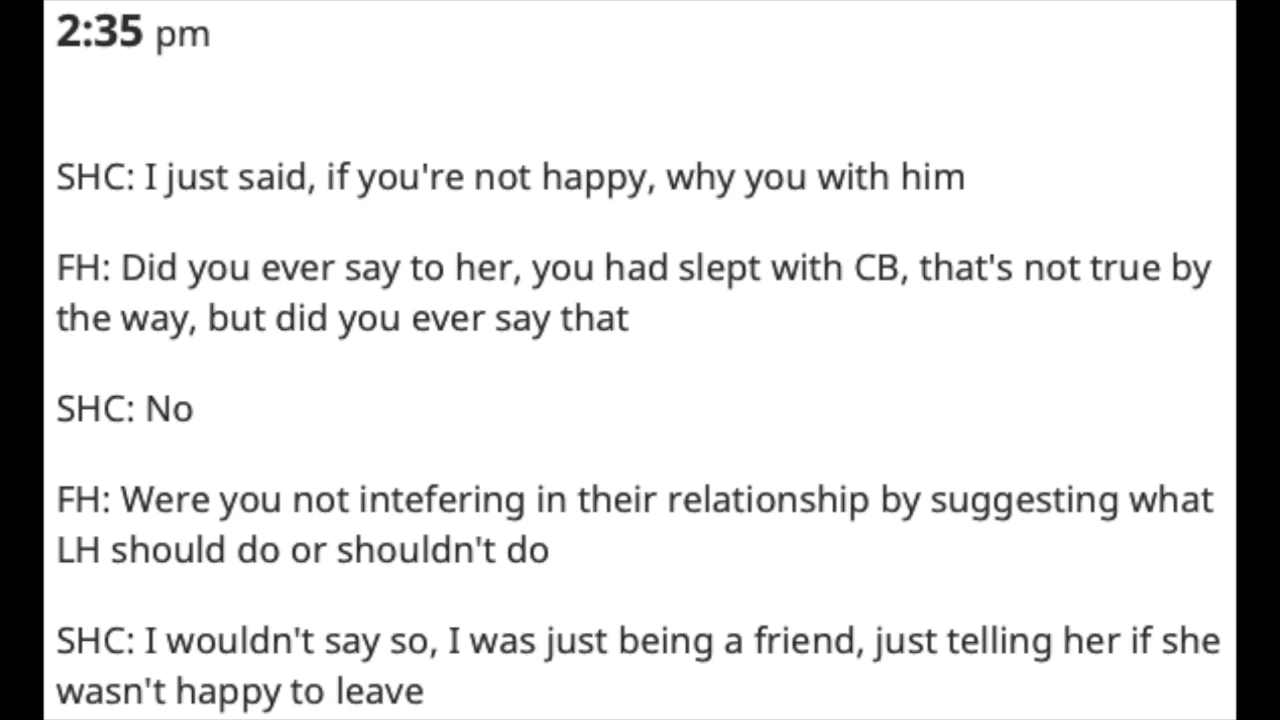 2:35 pm
SHC: I just said, if you're not happy, why you with him
FH: Did you ever say to her, you had slept with CB, that's not true by
the way, but did you ever say that
SHC: No
FH: Were you not intefering in their relationship by suggesting what
LH should do or shouldn't do
SHC: I wouldn't say so, I was just being a friend, just telling her if she
wasn't happy to leave